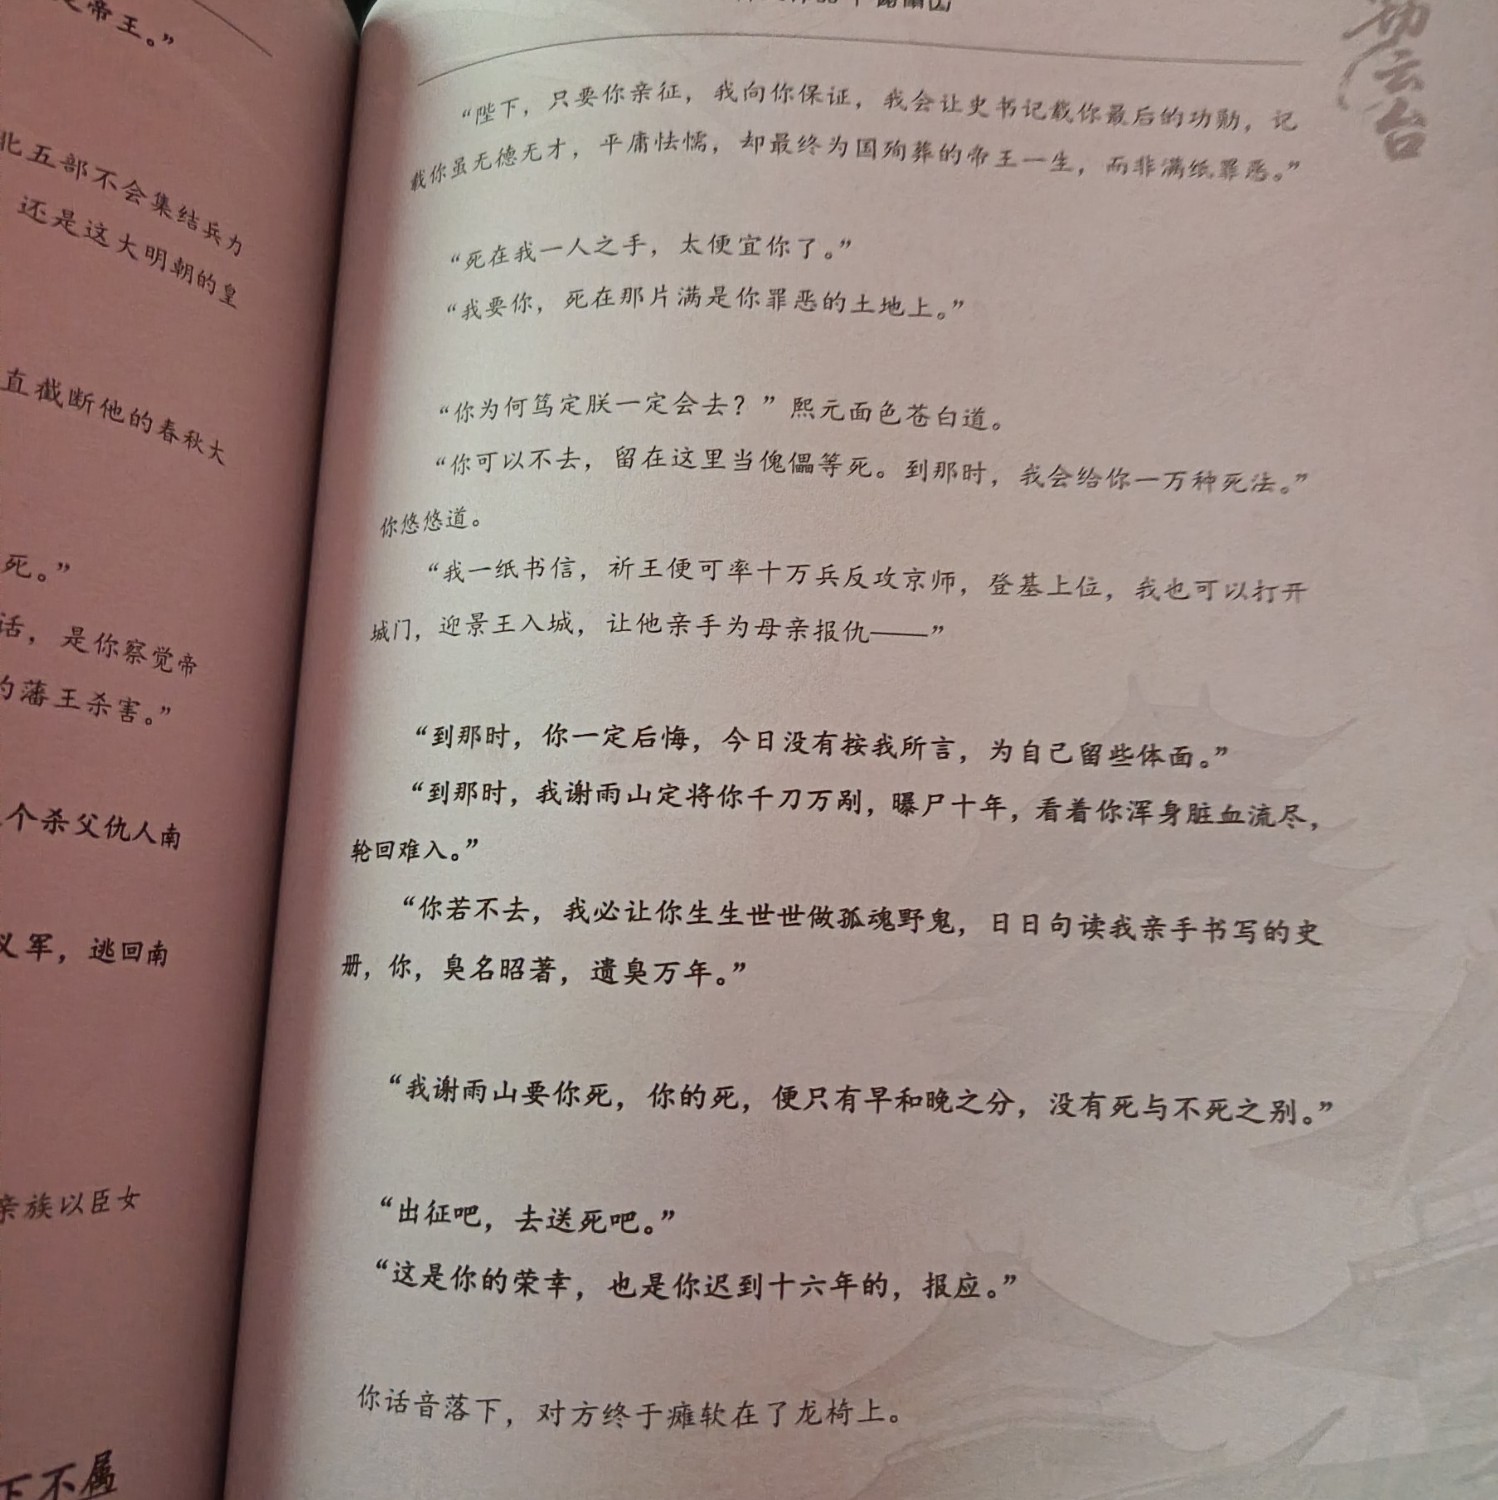 帝王。”
北五部不会集结兵力
还是这大明朝的皇
直截断他的春秋大
死。”
话，是你察觉帝
的藩王杀害。”
个杀父仇人南
义军，逃回南
亲族以臣女
下不属
云台
“陛下，只要你亲征，我向你保证，我会让史书记载你最后的功勋，记
载你虽无德无才，平庸怯懦，却最终为国殉葬的帝王一生，而非满纸罪恶。”
“死在我一人之手，太便宜你了。”
“我要你，死在那片满是你罪恶的土地上。”
“你为何笃定朕一定会去？”熙元面色苍白道。
“你可以不去，留在这里当傀儡等死。到那时，我会给你一万种死法。”
你悠悠道。
“我一纸书信，祈王便可率十万兵反攻京师，登基上位，我也可以打开
城门，迎景王入城，让他亲手为母亲报仇——”
“到那时，你一定后悔，今日没有按我所言，为自己留些体面。”
“到那时，我谢雨山定将你千刀万剐，曝尸十年，看着你浑身脏血流尽，
轮回难入。”
“你若不去，我必让你生生世世做孤魂野鬼，日日句读我亲手书写的史
册，你，臭名昭著，遗臭万年。”
“我谢雨山要你死，你的死，便只有早和晚之分，没有死与不死之别。”
“出征吧，去送死吧。”
“这是你的荣幸，也是你迟到十六年的，报应。”
你话音落下，对方终于瘫软在了龙椅上。